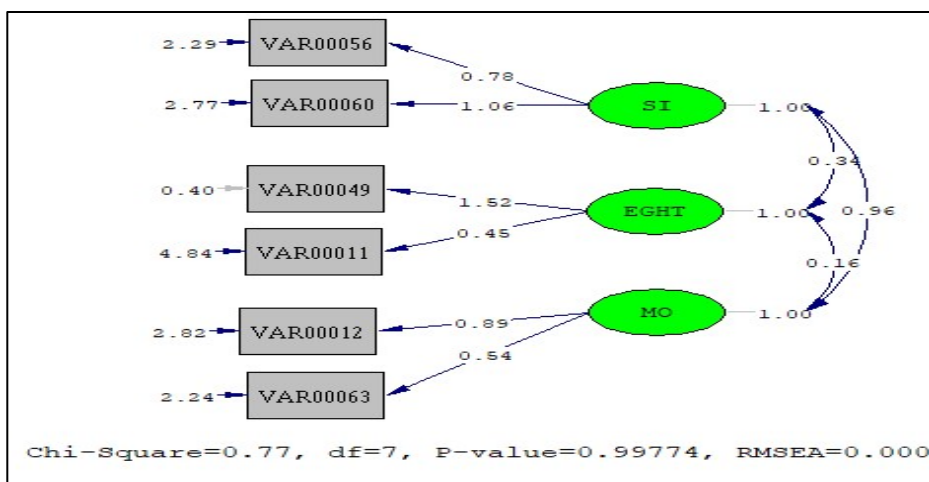 2.29 VAR00056 0.78
2.77 VAR00060 1.06 SI 1.00
0.34
0.40 VAR00049 1.52 EGHT 1.00 0.96
4.84 VAR00011 0.45
0.16
2.82 VAR00012 0.89 MO 1.00
0.54
2.24 VAR00063
Chi-Square=0.77, df=7, P-value=0.99774, RMSEA=0.000